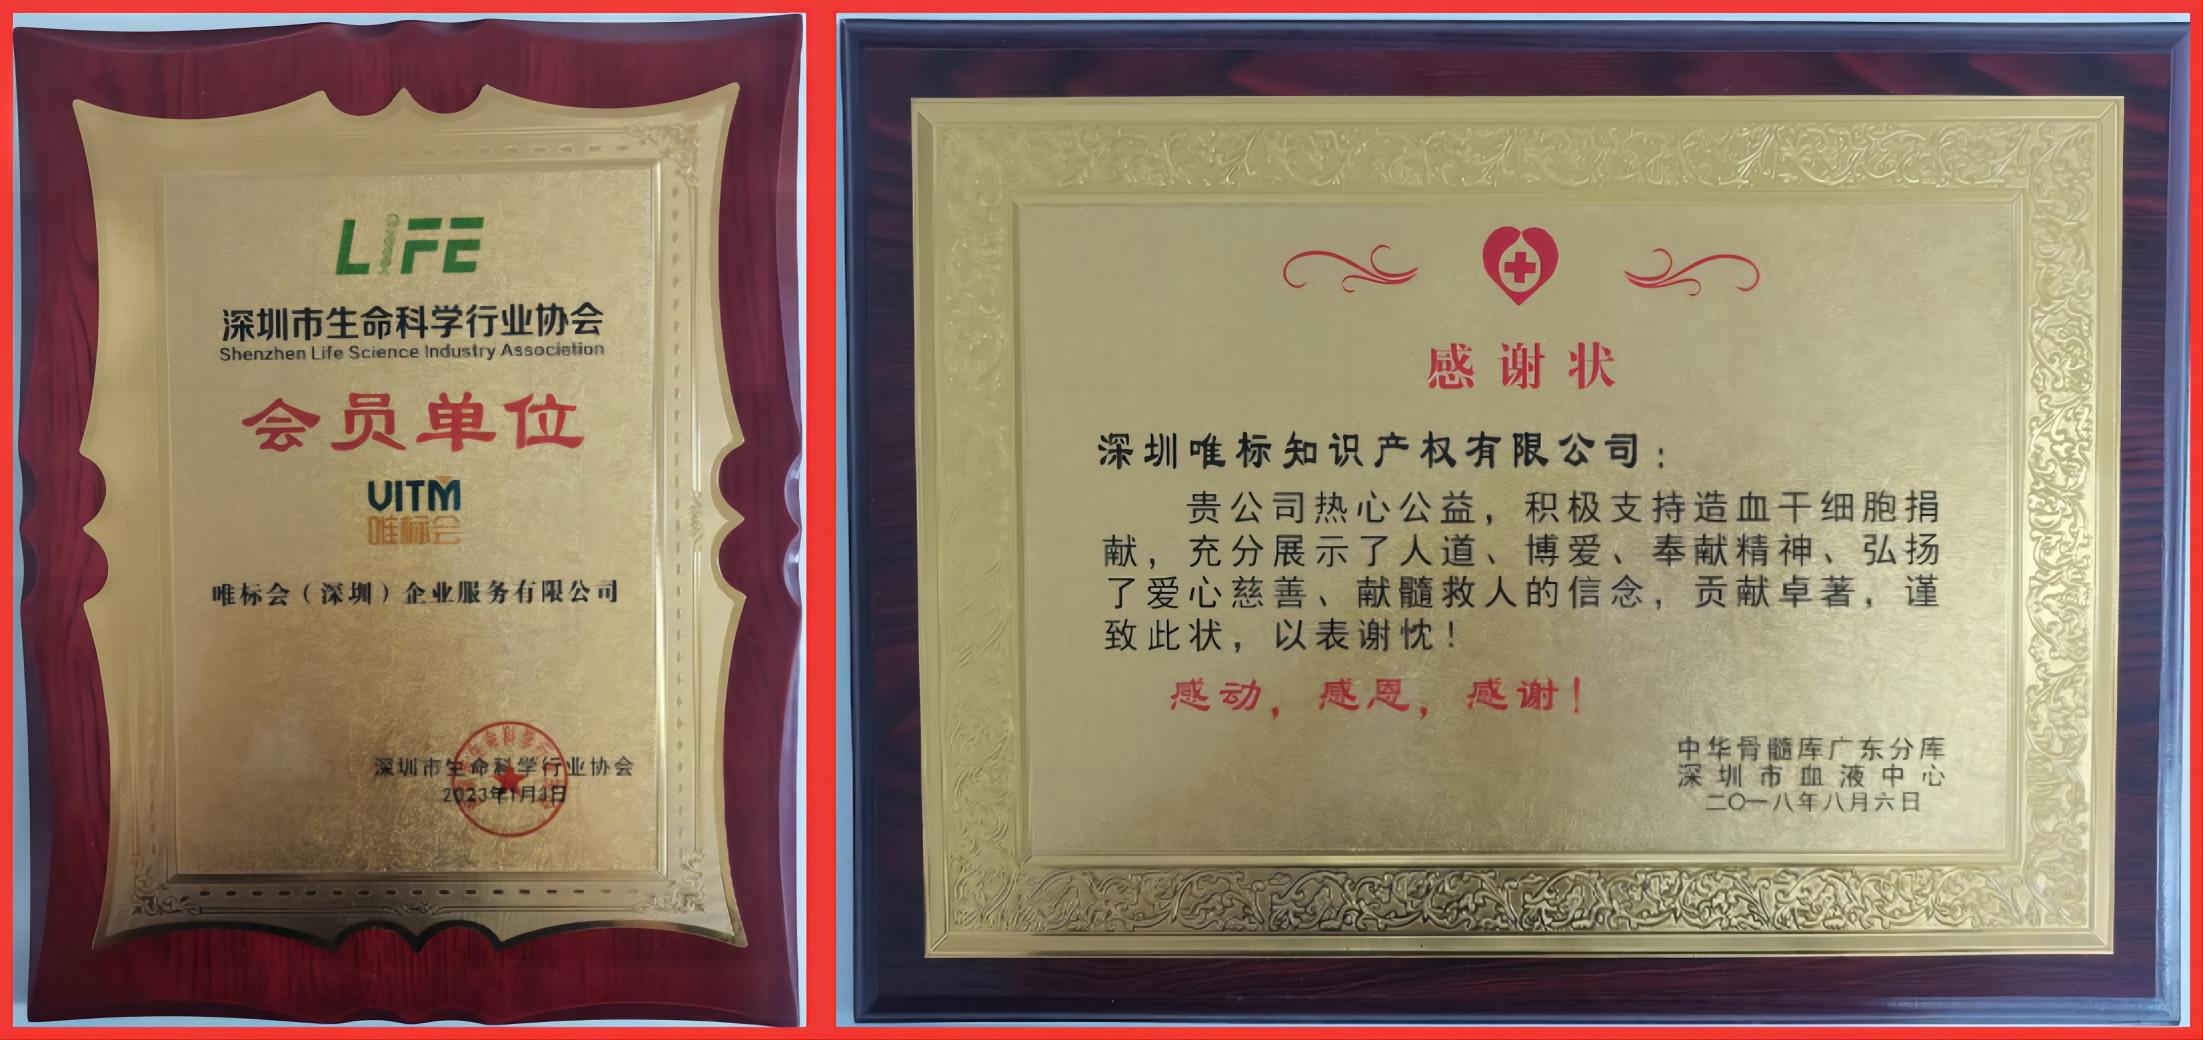 LIFE
深圳市生命科学行业协会
Shenzhen Life Science Industry Association
会员单位
VITM
唯标会
唯标会（深圳）企业服务有限公司
深圳市生命科学行业协会
2023年1月3日
感谢状
深圳唯标知识产权有限公司：
贵公司热心公益，积极支持造血干细胞捐
献，充分展示了人道、博爱、奉献精神、弘扬
了爱心慈善、献髓救人的信念，贡献卓著，谨
致此状，以表谢忱！
感动，感恩，感谢！
中华骨髓库广东分库
深圳市血液中心
二〇一八年八月六日